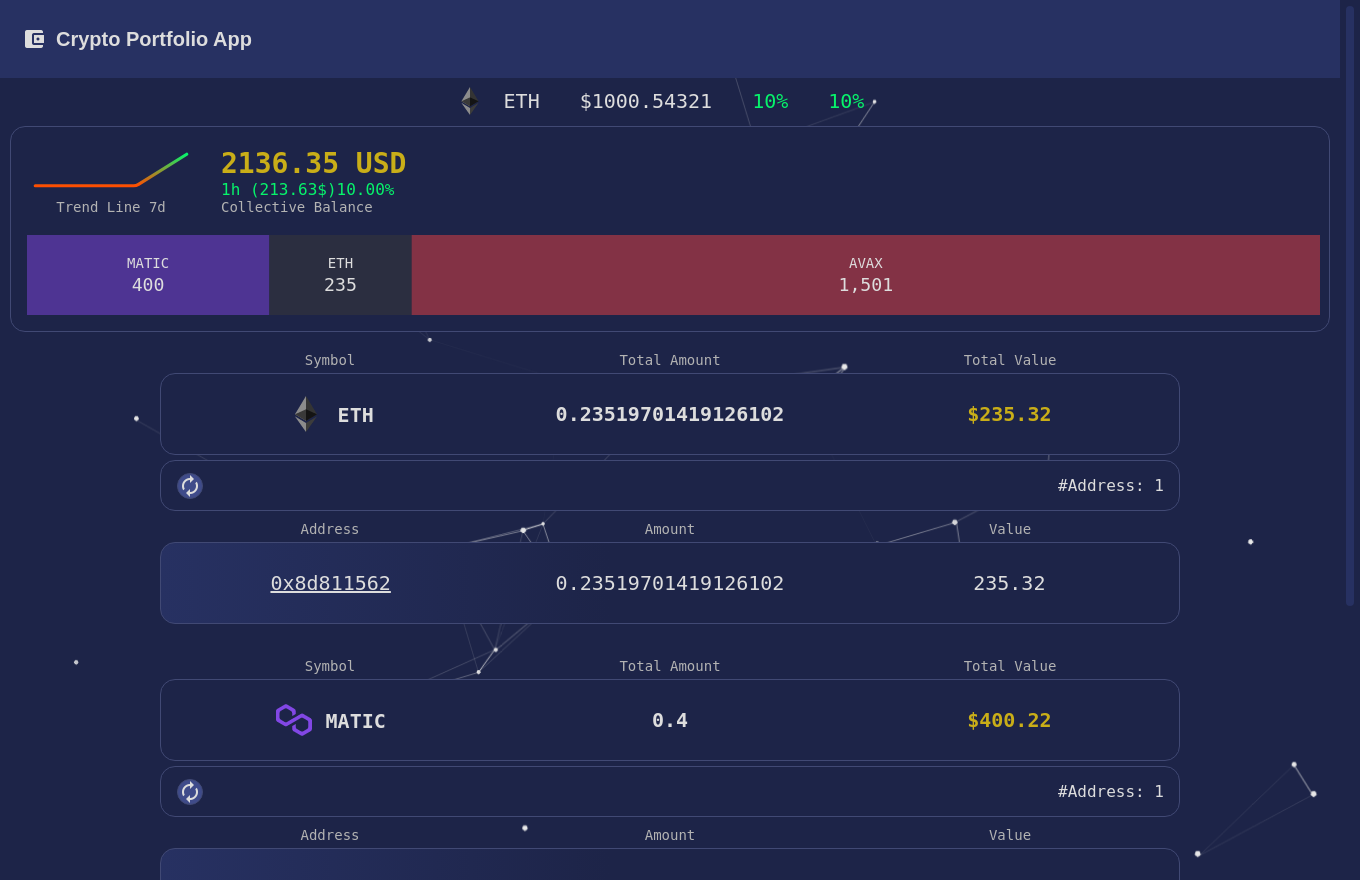 Crypto Portfolio App
ETH $1000.54321 10% 10%
2136.35 USD
1h (213.63$)10.00%
Trend Line 7d Collective Balance
MATIC ETH AVAX
400 235 1,501
Symbol Total Amount Total Value
ETH 0.23519701419126102 $235.32
#Address: 1
Address Amount Value
0x8d811562 0.23519701419126102 235.32
Symbol Total Amount Total Value
MATIC 0.4 $400.22
#Address: 1
Address Amount Value